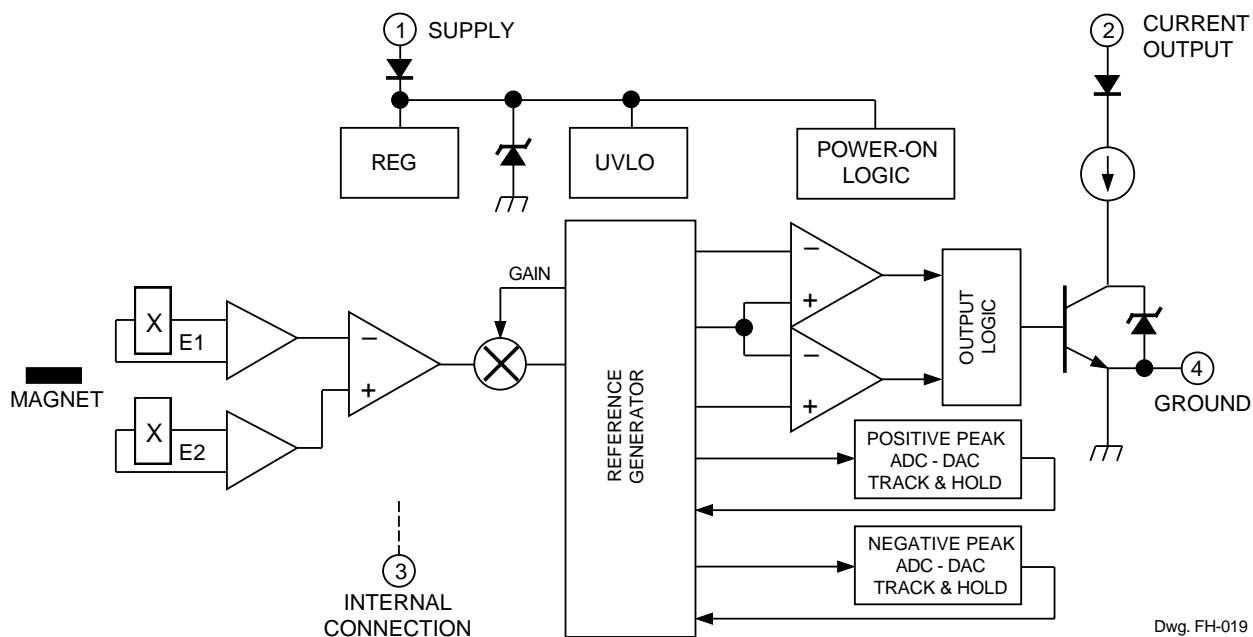 1 SUPPLY
2 CURRENT
OUTPUT
REG
UVLO
POWER-ON
LOGIC
GAIN
X
E1
MAGNET
X
E2
−
+
X
REFERENCE
GENERATOR
−
+
−
+
OUTPUT
LOGIC
4
GROUND
POSITIVE PEAK
ADC - DAC
TRACK & HOLD
NEGATIVE PEAK
ADC - DAC
TRACK & HOLD
3
INTERNAL
CONNECTION
Dwg. FH-019